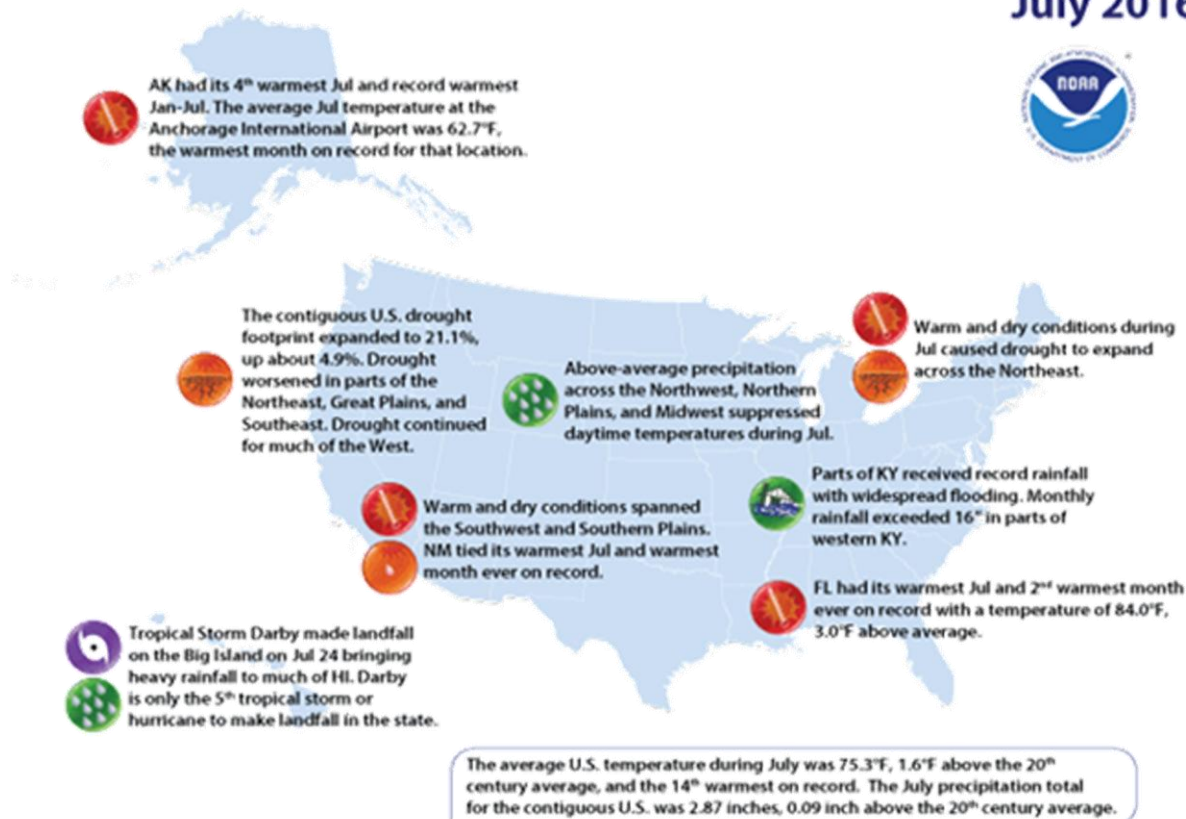 July 2016
NOAA
AK had its 4th warmest Jul and record warmest
Jan-Jul. The average Jul temperature at the
Anchorage International Airport was 62.7°F,
the warmest month on record for that location.
The contiguous U.S. drought
footprint expanded to 21.1%,
up about 4.9%. Drought
worsened in parts of the
Northeast, Great Plains, and
Southeast. Drought continued
for much of the West.
Above-average precipitation
across the Northwest, Northern
Plains, and Midwest suppressed
daytime temperatures during Jul.
Warm and dry conditions during
Jul caused drought to expand
across the Northeast.
Warm and dry conditions spanned
the Southwest and Southern Plains.
NM tied its warmest Jul and warmest
month ever on record.
Parts of KY received record rainfall
with widespread flooding. Monthly
rainfall exceeded 16" in parts of
western KY.
FL had its warmest Jul and 2nd warmest month
ever on record with a temperature of 84.0°F,
3.0°F above average.
Tropical Storm Darby made landfall
on the Big Island on Jul 24 bringing
heavy rainfall to much of HI. Darby
is only the 5th tropical storm or
hurricane to make landfall in the state.
The average U.S. temperature during July was 75.3°F, 1.6°F above the 20th
century average, and the 14th warmest on record. The July precipitation total
for the contiguous U.S. was 2.87 inches, 0.09 inch above the 20th century average.